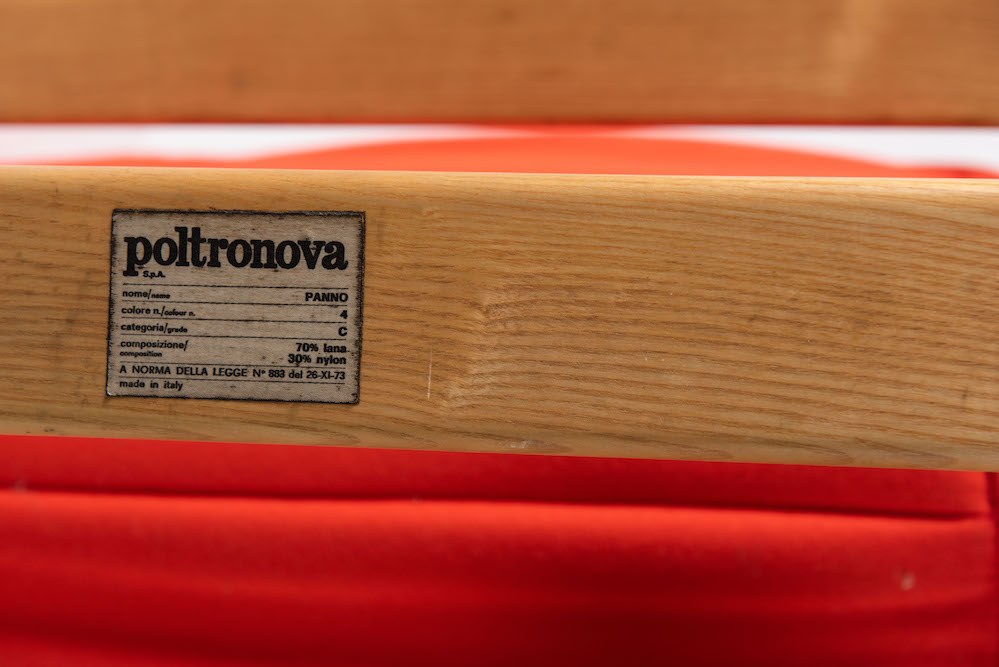 poltronova
S.p.A.
nome/name PANNO
colore n./colour n. 4
categoria/grade C
composizione/ 70% lana
composition 30% nylon
A NORMA DELLA LEGGE N° 883 del 26-XI-73
made in italy